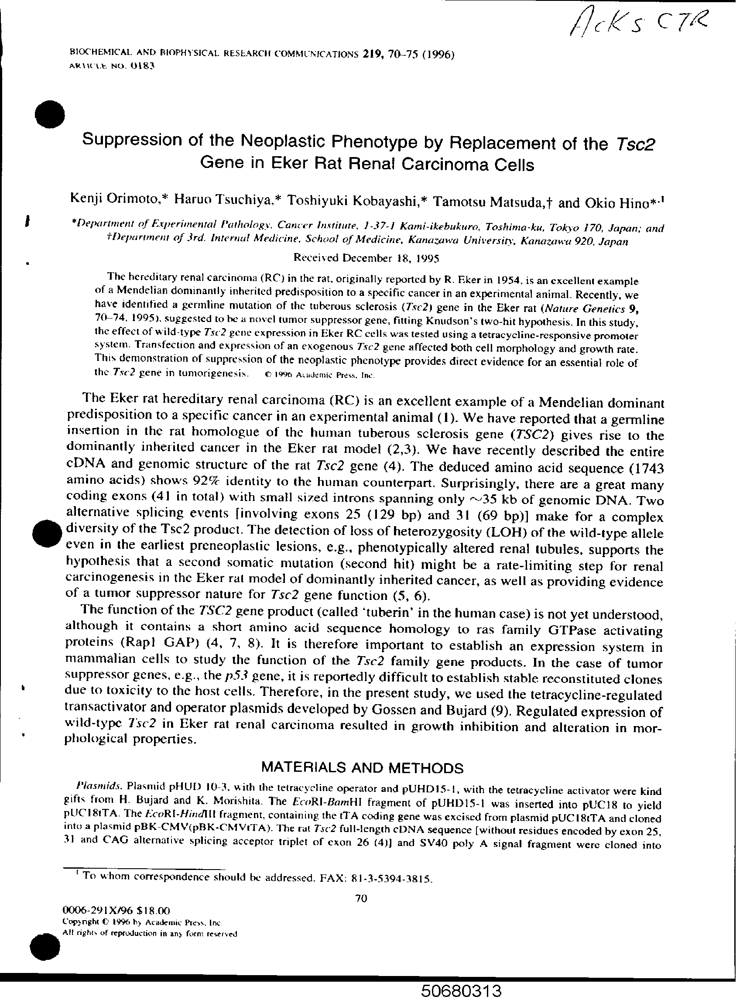 Acks CTR
BIOCHEMICAL AND BIOPHYSICAL RESEARCH COMMUNICATIONS 219, 70–75 (1996)
ARTICLE NO. 0183
Suppression of the Neoplastic Phenotype by Replacement of the Tsc2
Gene in Eker Rat Renal Carcinoma Cells
Kenji Orimoto,* Haruo Tsuchiya,* Toshiyuki Kobayashi,* Tamotsu Matsuda,† and Okio Hino*,1
*Department of Experimental Pathology, Cancer Institute, 1-37-1 Kami-ikebukuro, Toshima-ku, Tokyo 170, Japan; and
†Department of 3rd. Internal Medicine, School of Medicine, Kanazawa University, Kanazawa 920, Japan
Received December 18, 1995
The hereditary renal carcinoma (RC) in the rat, originally reported by R. Eker in 1954, is an excellent example
of a Mendelian dominantly inherited predisposition to a specific cancer in an experimental animal. Recently, we
have identified a germline mutation of the tuberous sclerosis (Tsc2) gene in the Eker rat (Nature Genetics 9,
70–74, 1995), suggested to be a novel tumor suppressor gene, fitting Knudson's two-hit hypothesis. In this study,
the effect of wild-type Tsc2 gene expression in Eker RC cells was tested using a tetracycline-responsive promoter
system. Transfection and expression of an exogenous Tsc2 gene affected both cell morphology and growth rate.
This demonstration of suppression of the neoplastic phenotype provides direct evidence for an essential role of
the Tsc2 gene in tumorigenesis. © 1996 Academic Press, Inc.
The Eker rat hereditary renal carcinoma (RC) is an excellent example of a Mendelian dominant
predisposition to a specific cancer in an experimental animal (1). We have reported that a germline
insertion in the rat homologue of the human tuberous sclerosis gene (TSC2) gives rise to the
dominantly inherited cancer in the Eker rat model (2,3). We have recently described the entire
cDNA and genomic structure of the rat Tsc2 gene (4). The deduced amino acid sequence (1743
amino acids) shows 92% identity to the human counterpart. Surprisingly, there are a great many
coding exons (41 in total) with small sized introns spanning only ~35 kb of genomic DNA. Two
alternative splicing events [involving exons 25 (129 bp) and 31 (69 bp)] make for a complex
diversity of the Tsc2 product. The detection of loss of heterozygosity (LOH) of the wild-type allele
even in the earliest preneoplastic lesions, e.g., phenotypically altered renal tubules, supports the
hypothesis that a second somatic mutation (second hit) might be a rate-limiting step for renal
carcinogenesis in the Eker rat model of dominantly inherited cancer, as well as providing evidence
of a tumor suppressor nature for Tsc2 gene function (5, 6).
The function of the TSC2 gene product (called 'tuberin' in the human case) is not yet understood,
although it contains a short amino acid sequence homology to ras family GTPase activating
proteins (Rap1 GAP) (4, 7, 8). It is therefore important to establish an expression system in
mammalian cells to study the function of the Tsc2 family gene products. In the case of tumor
suppressor genes, e.g., the p53 gene, it is reportedly difficult to establish stable reconstituted clones
due to toxicity to the host cells. Therefore, in the present study, we used the tetracycline-regulated
transactivator and operator plasmids developed by Gossen and Bujard (9). Regulated expression of
wild-type Tsc2 in Eker rat renal carcinoma resulted in growth inhibition and alteration in mor-
phological properties.
MATERIALS AND METHODS
Plasmids. Plasmid pHUD 10-3, with the tetracycline operator and pUHD15-1, with the tetracycline activator were kind
gifts from H. Bujard and K. Morishita. The EcoRI-BamHI fragment of pUHD15-1 was inserted into pUC18 to yield
pUC18tTA. The EcoRI-HindIII fragment, containing the tTA coding gene was excised from plasmid pUC18tTA and cloned
into a plasmid pBK-CMV(pBK-CMVtTA). The rat Tsc2 full-length cDNA sequence [without residues encoded by exon 25,
31 and CAG alternative splicing acceptor triplet of exon 26 (4)] and SV40 poly A signal fragment were cloned into
1 To whom correspondence should be addressed. FAX: 81-3-5394-3815.
70
0006-291X/96 $18.00
Copyright © 1996 by Academic Press, Inc.
All rights of reproduction in any form reserved
50680313